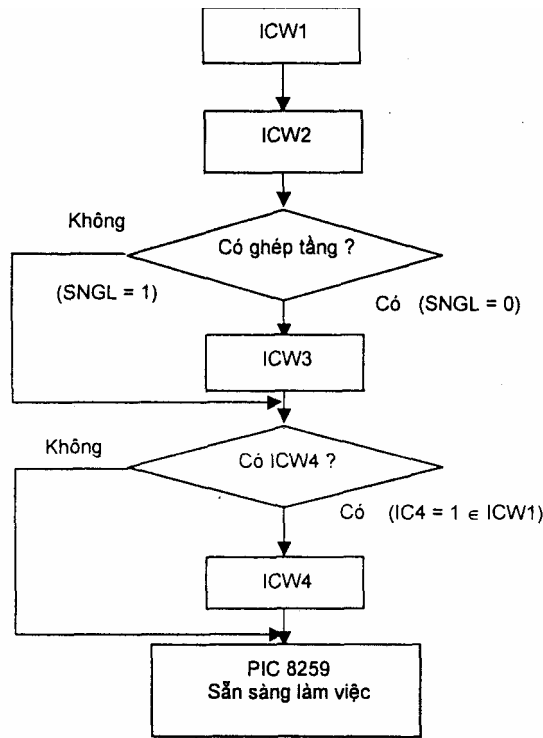 ICW1
ICW2
Không
Có ghép tầng ?
(SNGL = 1)
Có (SNGL = 0)
ICW3
Không
Có ICW4 ?
Có (IC4 = 1 ∈ ICW1)
ICW4
PIC 8259
Sẵn sàng làm việc